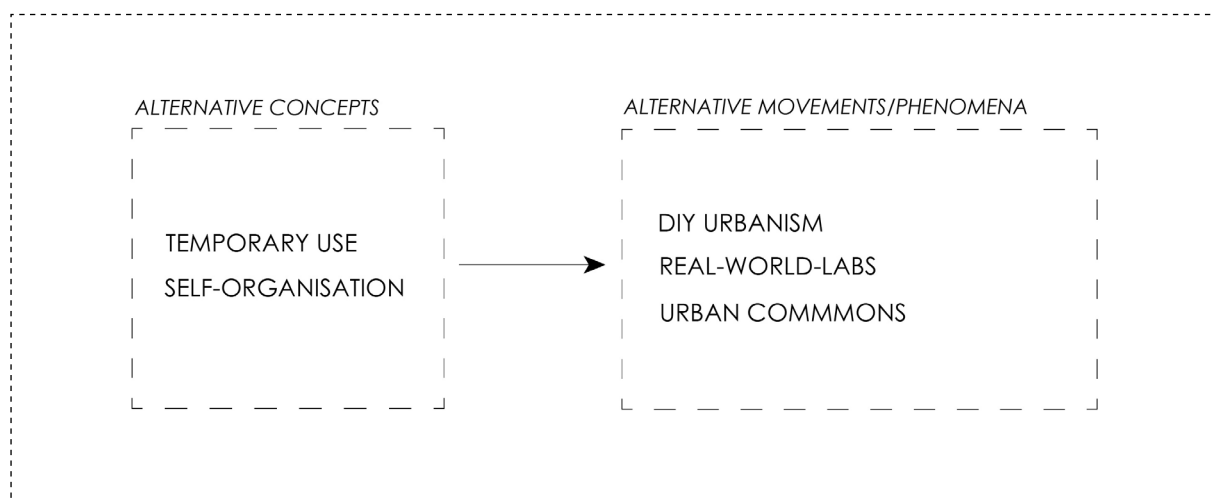 ALTERNATIVE CONCEPTS
TEMPORARY USE
SELF-ORGANISATION
ALTERNATIVE MOVEMENTS/PHENOMENA
DIY URBANISM
REAL-WORLD-LABS
URBAN COMMMONS